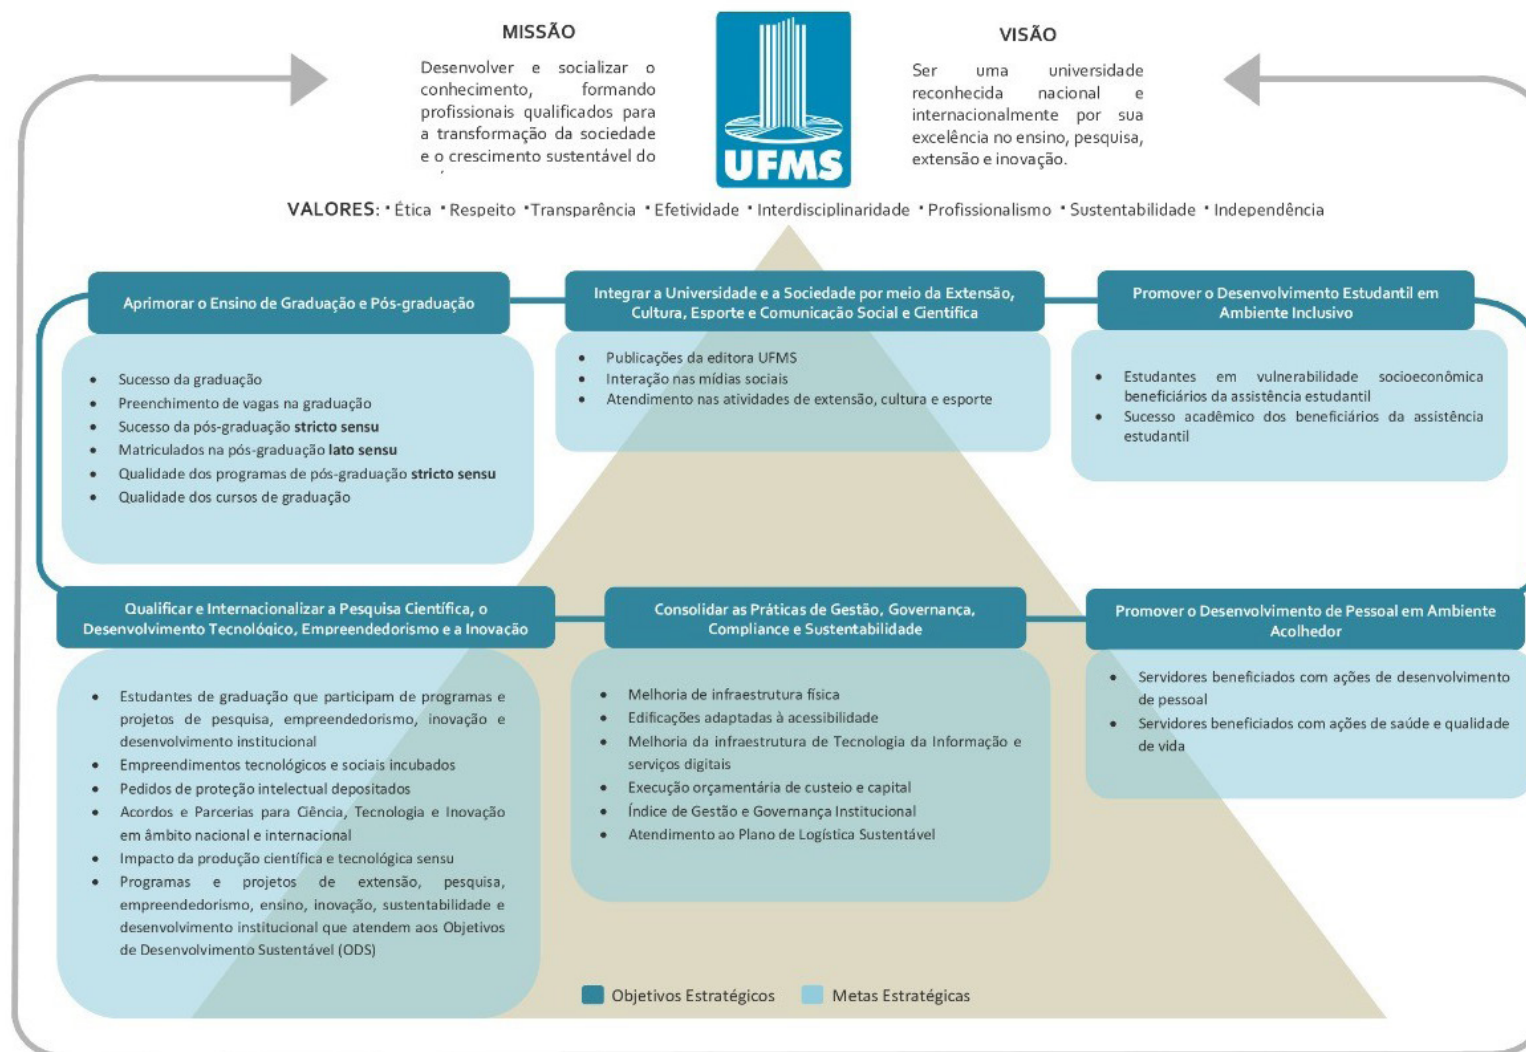 MISSÃO
Desenvolver e socializar o
conhecimento, formando
profissionais qualificados para
a transformação da sociedade
e o crescimento sustentável do
UFMS
VISÃO
Ser uma universidade
reconhecida nacional e
internacionalmente por sua
excelência no ensino, pesquisa,
extensão e inovação.
VALORES: · Ética · Respeito · Transparência · Efetividade · Interdisciplinaridade · Profissionalismo · Sustentabilidade · Independência
Aprimorar o Ensino de Graduação e Pós-graduação
• Sucesso da graduação
• Preenchimento de vagas na graduação
• Sucesso da pós-graduação stricto sensu
• Matriculados na pós-graduação lato sensu
• Qualidade dos programas de pós-graduação stricto sensu
• Qualidade dos cursos de graduação
Integrar a Universidade e a Sociedade por meio da Extensão,
Cultura, Esporte e Comunicação Social e Científica
• Publicações da editora UFMS
• Interação nas mídias sociais
• Atendimento nas atividades de extensão, cultura e esporte
Promover o Desenvolvimento Estudantil em
Ambiente Inclusivo
• Estudantes em vulnerabilidade socioeconômica
beneficiários da assistência estudantil
• Sucesso acadêmico dos beneficiários da assistência
estudantil
Qualificar e Internacionalizar a Pesquisa Científica, o
Desenvolvimento Tecnológico, Empreendedorismo e a Inovação
• Estudantes de graduação que participam de programas e
projetos de pesquisa, empreendedorismo, inovação e
desenvolvimento institucional
• Empreendimentos tecnológicos e sociais incubados
• Pedidos de proteção intelectual depositados
• Acordos e Parcerias para Ciência, Tecnologia e Inovação
em âmbito nacional e internacional
• Impacto da produção científica e tecnológica sensu
• Programas e projetos de extensão, pesquisa,
empreendedorismo, ensino, inovação, sustentabilidade e
desenvolvimento institucional que atendem aos Objetivos
de Desenvolvimento Sustentável (ODS)
Consolidar as Práticas de Gestão, Governança,
Compliance e Sustentabilidade
• Melhoria de infraestrutura física
• Edificações adaptadas à acessibilidade
• Melhoria da infraestrutura de Tecnologia da Informação e
serviços digitais
• Execução orçamentária de custeio e capital
• Índice de Gestão e Governança Institucional
• Atendimento ao Plano de Logística Sustentável
Promover o Desenvolvimento de Pessoal em Ambiente
Acolhedor
• Servidores beneficiados com ações de desenvolvimento
de pessoal
• Servidores beneficiados com ações de saúde e qualidade
de vida
Objetivos Estratégicos
Metas Estratégicas